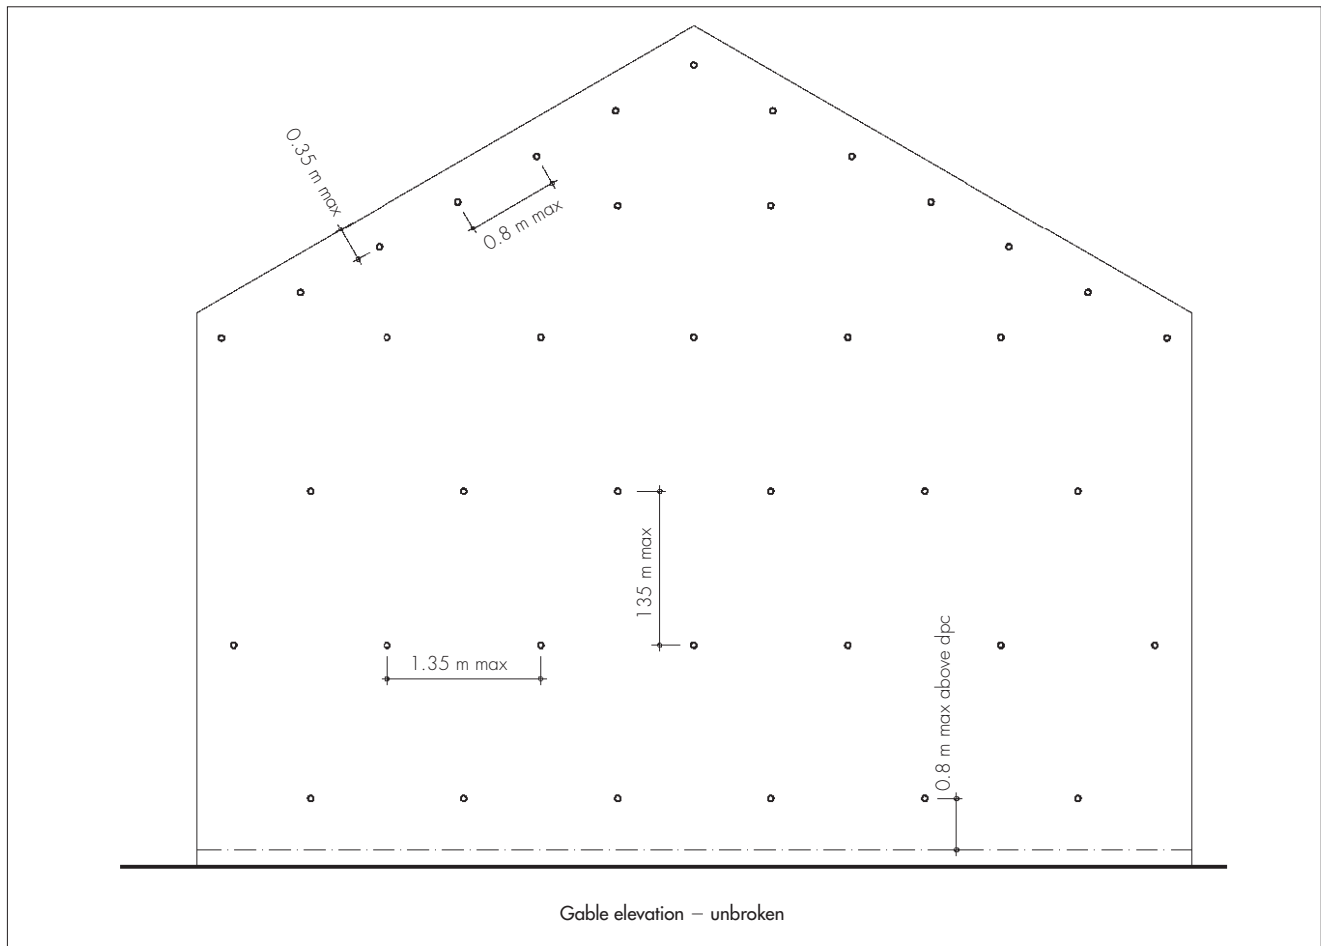 0.35 m max
0.8 m max
135 m max
1.35 m max
0.8 m max above dpc
Gable elevation – unbroken